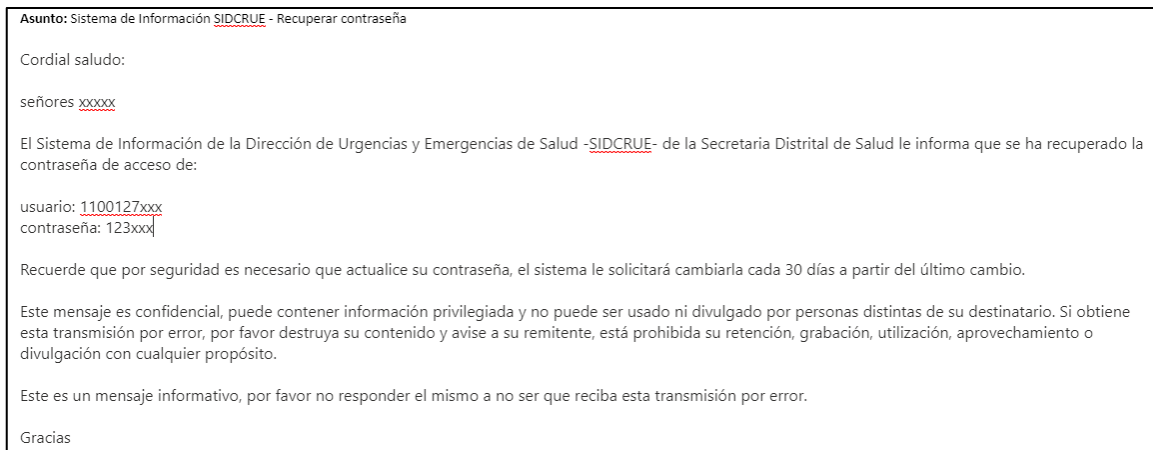 Asunto: Sistema de Información SIDCRUE - Recuperar contraseña
Cordial saludo:
señores xxxxx
El Sistema de Información de la Dirección de Urgencias y Emergencias de Salud -SIDCRUE- de la Secretaria Distrital de Salud le informa que se ha recuperado la
contraseña de acceso de:
usuario: 1100127xxx
contraseña: 123xxx
Recuerde que por seguridad es necesario que actualice su contraseña, el sistema le solicitará cambiarla cada 30 días a partir del último cambio.
Este mensaje es confidencial, puede contener información privilegiada y no puede ser usado ni divulgado por personas distintas de su destinatario. Si obtiene
esta transmisión por error, por favor destruya su contenido y avise a su remitente, está prohibida su retención, grabación, utilización, aprovechamiento o
divulgación con cualquier propósito.
Este es un mensaje informativo, por favor no responder el mismo a no ser que reciba esta transmisión por error.
Gracias